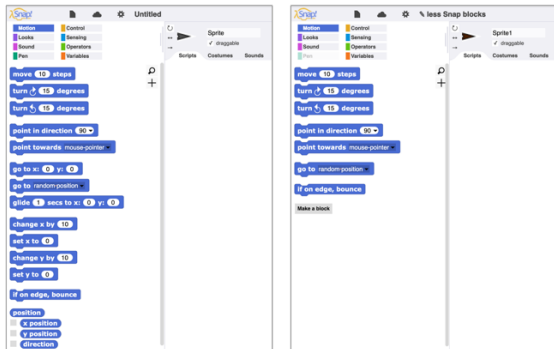 Snap!
Untitled
Motion
Control
Looks
Sensing
Sound
Operators
Pen
Variables
Sprite
draggable
Scripts
Costumes
Sounds
move 10 steps
turn 15 degrees
turn 15 degrees
point in direction 90
point towards mouse-pointer
go to x: 0 y: 0
go to random-position
glide 1 secs to x: 0 y: 0
change x by 10
set x to 0
change y by 10
set y to 0
if on edge, bounce
position
x position
y position
direction
Snap!
less Snap blocks
Motion
Control
Looks
Sensing
Sound
Operators
Pen
Variables
Sprite1
draggable
Scripts
Costumes
Sounds
move 10 steps
turn 15 degrees
turn 15 degrees
point in direction 90
point towards mouse-pointer
go to random-position
if on edge, bounce
Make a block